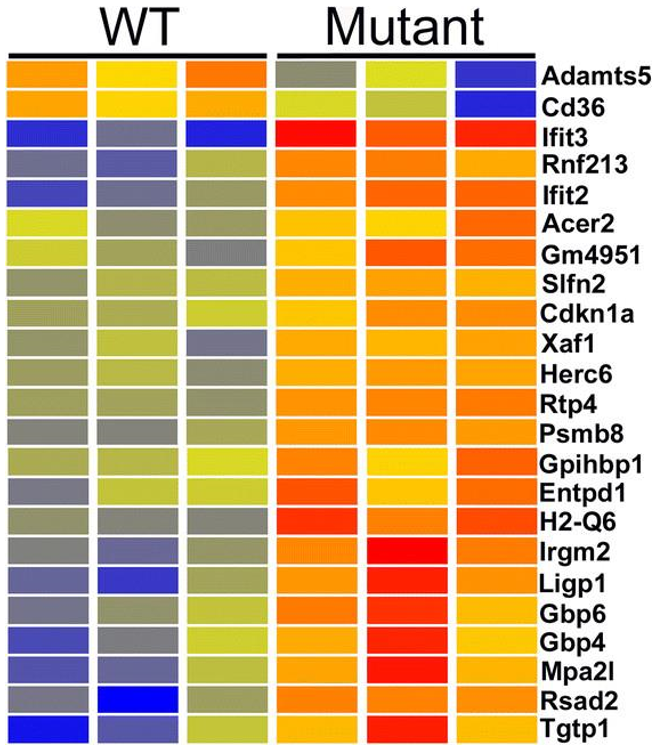 WT Mutant
Adamts5
Cd36
Ifit3
Rnf213
Ifit2
Acer2
Gm4951
Slfn2
Cdkn1a
Xaf1
Herc6
Rtp4
Psmb8
Gpihbp1
Entpd1
H2-Q6
Irgm2
Ligp1
Gbp6
Gbp4
Mpa2l
Rsad2
Tgtp1